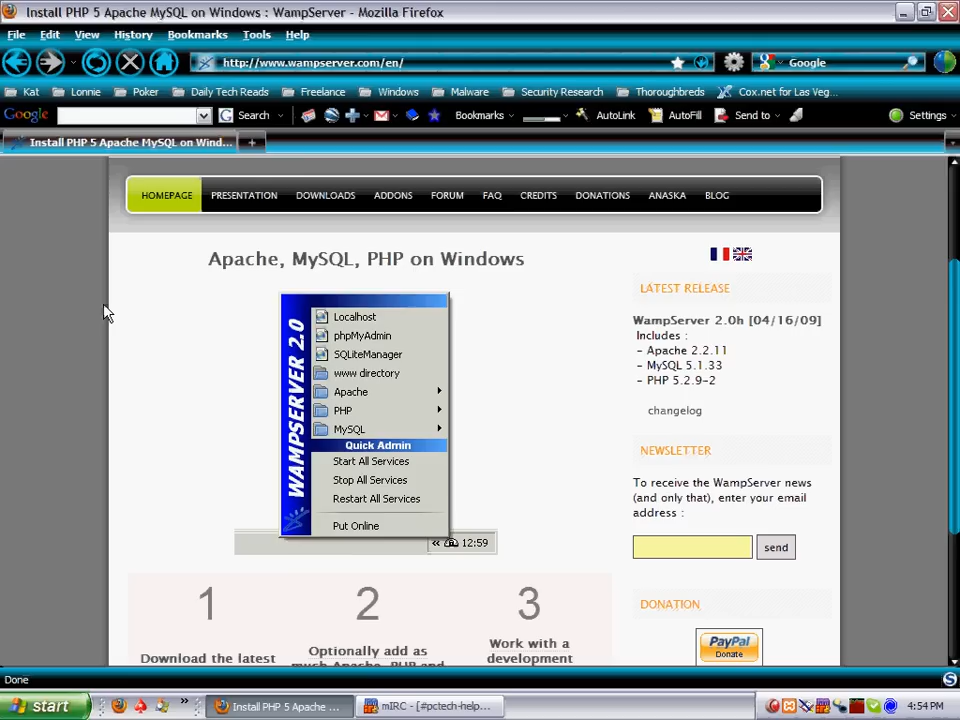 Install PHP 5 Apache MySQL on Windows : WampServer - Mozilla Firefox
File Edit View History Bookmarks Tools Help
http://www.wampserver.com/en/
Google
Kat Lonnie Poker Daily Tech Reads Freelance Windows Malware Security Research Thoroughbreds Cox.net for Las Veg...
Google Search Bookmarks AutoLink AutoFill Send to Settings
Install PHP 5 Apache MySQL on Wind...
HOMEPAGE PRESENTATION DOWNLOADS ADDONS FORUM FAQ CREDITS DONATIONS ANASKA BLOG
Apache, MySQL, PHP on Windows
WAMPSERVER 2.0
Localhost
phpMyAdmin
SQLiteManager
www directory
Apache
PHP
MySQL
Quick Admin
Start All Services
Stop All Services
Restart All Services
Put Online
« 12:59
1 2 3
Download the latest
Optionally add as
much Apache, PHP and
Work with a
development
LATEST RELEASE
WampServer 2.0h [04/16/09]
Includes :
- Apache 2.2.11
- MySQL 5.1.33
- PHP 5.2.9-2
changelog
NEWSLETTER
To receive the WampServer news
(and only that), enter your email
address :
send
DONATION
PayPal
Donate
Done
start » Install PHP 5 Apache ... mIRC - [#pctech-help... 4:54 PM